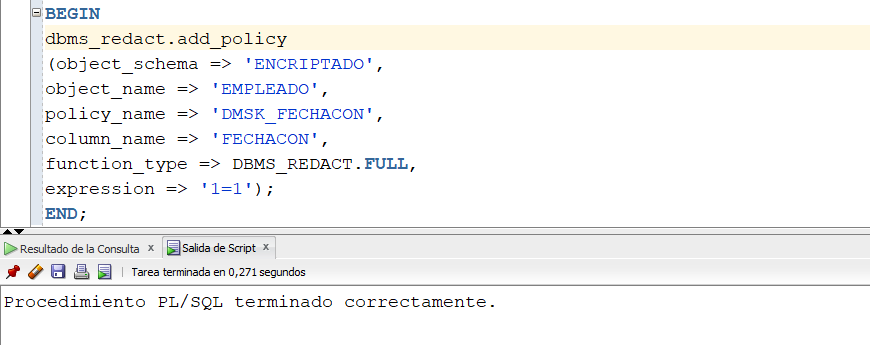 BEGIN
dbms_redact.add_policy
(object_schema => 'ENCRIPTADO',
object_name => 'EMPLEADO',
policy_name => 'DMSK_FECHACON',
column_name => 'FECHACON',
function_type => DBMS_REDACT.FULL,
expression => '1=1');
END;
Resultado de la Consulta x Salida de Script x
Tarea terminada en 0,271 segundos
Procedimiento PL/SQL terminado correctamente.